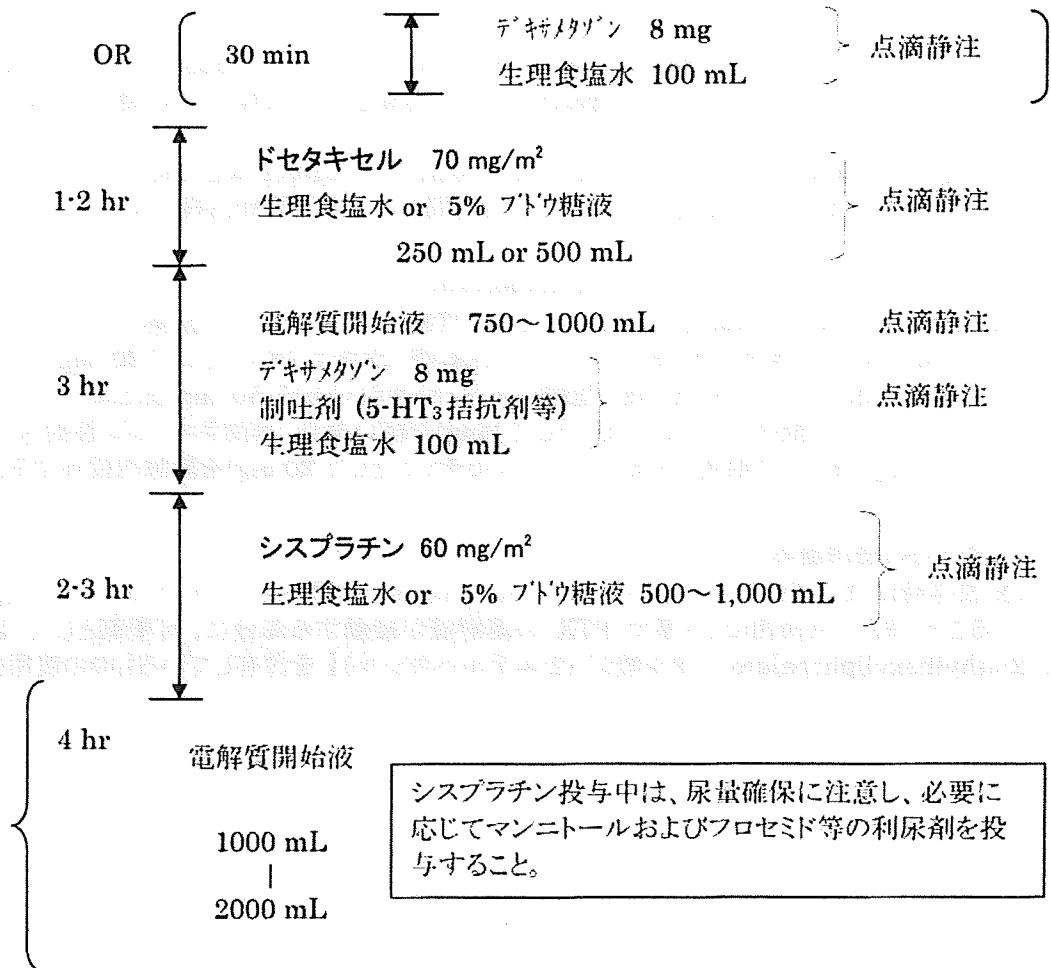 OR 30 min デキサメタゾン 8 mg 点滴静注
生理食塩水 100 mL
ドセタキセル 70 mg/m²
1-2 hr 生理食塩水 or 5% ブドウ糖液 点滴静注
250 mL or 500 mL
電解質開始液 750〜1000 mL 点滴静注
デキサメタゾン 8 mg
3 hr 制吐剤 (5-HT₃拮抗剤等) 点滴静注
生理食塩水 100 mL
シスプラチン 60 mg/m²
2-3 hr 生理食塩水 or 5% ブドウ糖液 500〜1,000 mL 点滴静注
4 hr 電解質開始液
1000 mL
|
2000 mL
シスプラチン投与中は、尿量確保に注意し、必要に
応じてマンニトールおよびフロセミド等の利尿剤を投
与すること。